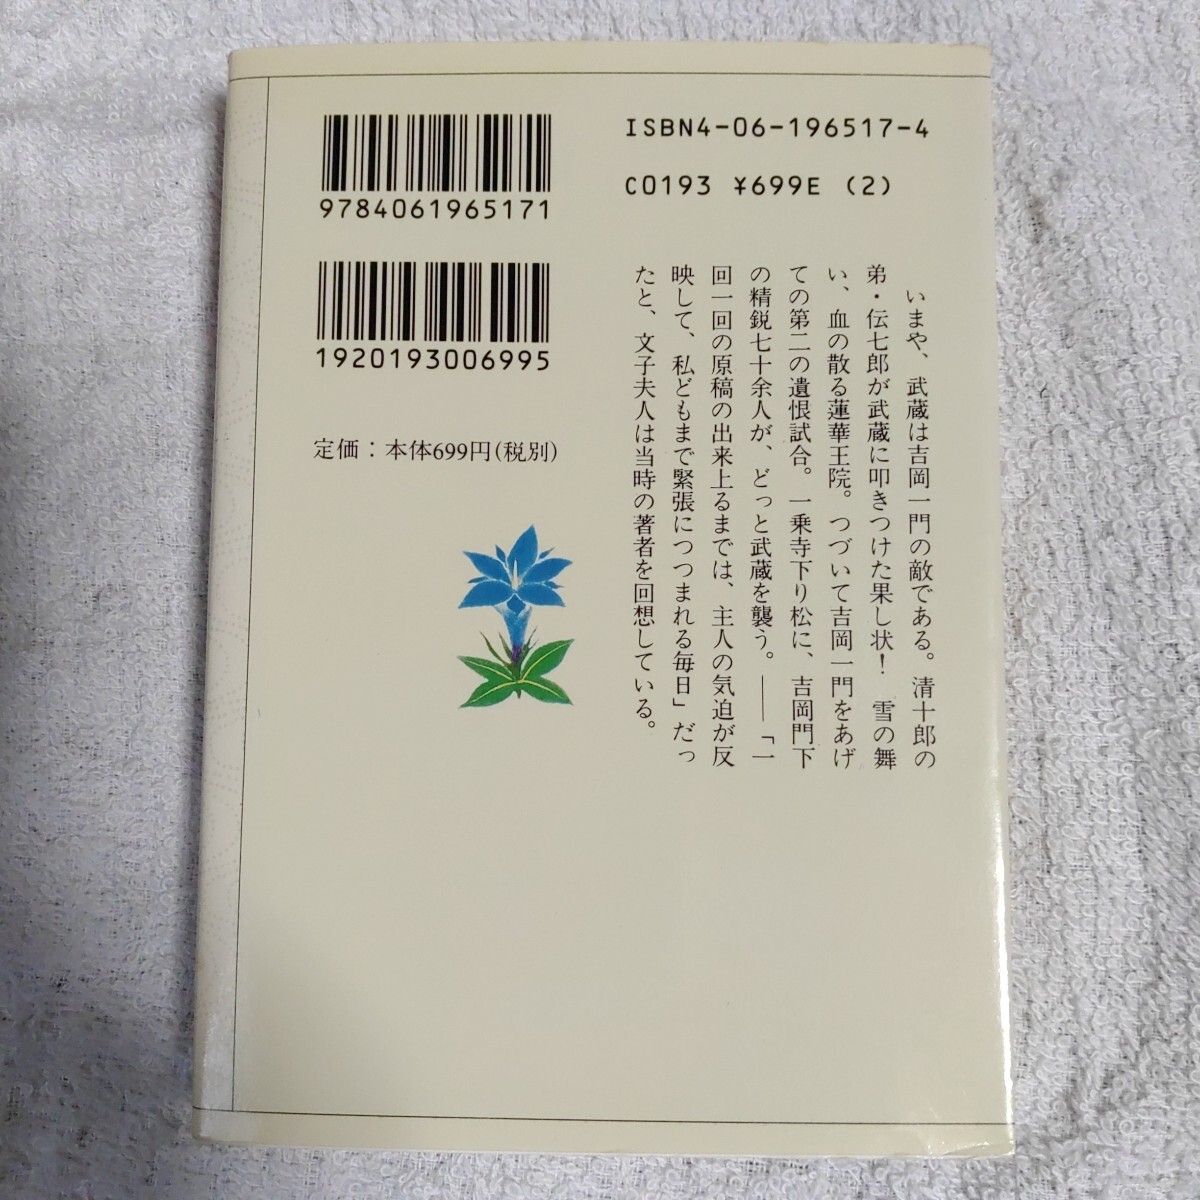 ISBN4-06-196517-4
C0193 ¥699E (2)
9784061965171
1920193006995
定価：本体699円(税別)
いまや、武蔵は吉岡一門の敵である。清十郎の
弟・伝七郎が武蔵に叩きつけた果し状！　雪の舞
い、血の散る蓮華王院。つづいて吉岡一門をあげ
ての第二の遺恨試合。一乗寺下り松に、吉岡門下
の精鋭七十余人が、どっと武蔵を襲う。――「一
回一回の原稿の出来上るまでは、主人の気迫が反
映して、私どもまで緊張につつまれる毎日」だっ
たと、文子夫人は当時の著者を回想している。